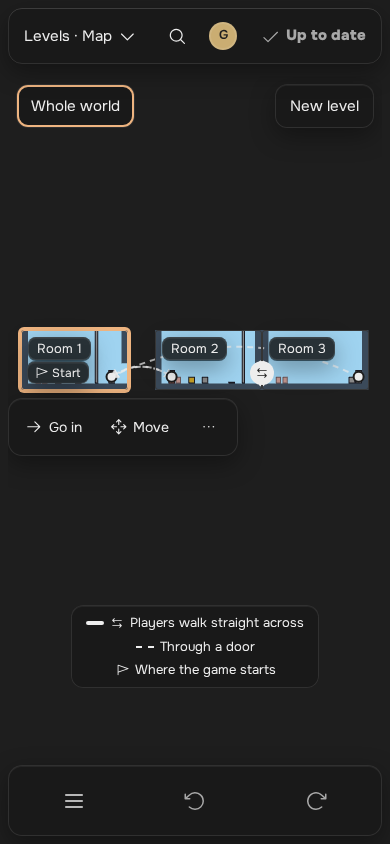 Levels · Map
G
Up to date
Whole world
New level
Room 1
Room 2
Room 3
Start
Go in
Move
...
Players walk straight across
Through a door
Where the game starts